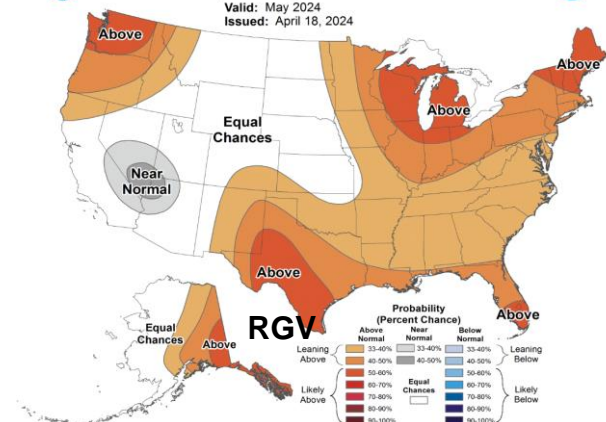 Valid: May 2024
Issued: April 18, 2024
Above
Above
Above
Equal
Chances
Near
Normal
Above
Above
Equal
Chances
Above
RGV
Probability
(Percent Chance)
Above
Normal
Near
Normal
Below
Normal
Leaning
Above
33-40%
33-40%
33-40%
Leaning
Below
40-50%
40-50%
40-50%
50-60%
50-60%
Likely
Above
60-70%
Equal
Chances
60-70%
Likely
Below
70-80%
70-80%
80-90%
80-90%
90-100%
90-100%